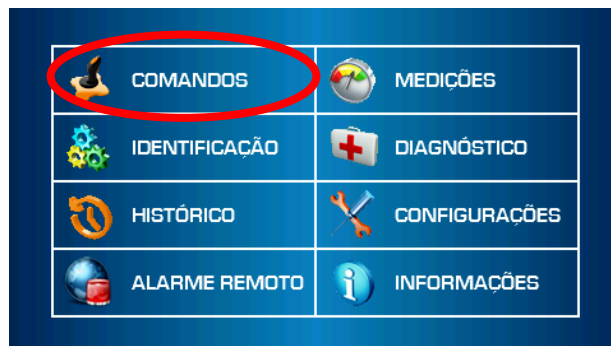 COMANDOS
MEDIÇÕES
IDENTIFICAÇÃO
DIAGNÓSTICO
HISTÓRICO
CONFIGURAÇÕES
ALARME REMOTO
INFORMAÇÕES